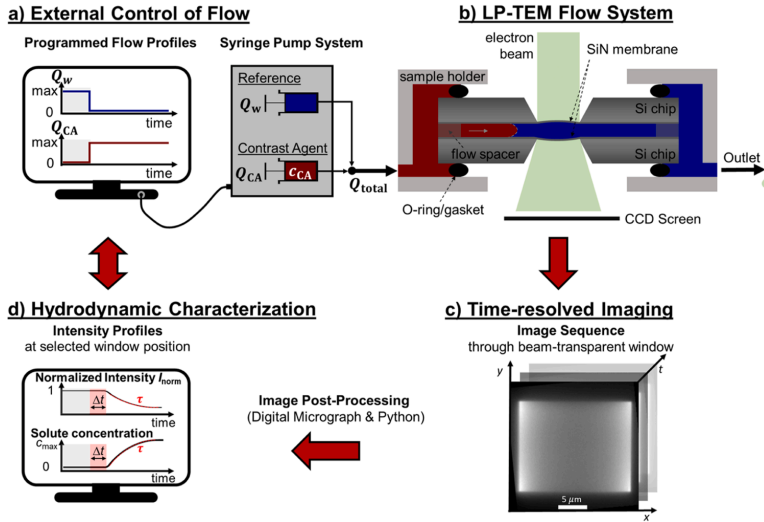 a) External Control of Flow
Programmed Flow Profiles
Q_w
max
0
time
Q_CA
max
0
time
Syringe Pump System
Reference
Q_W
Contrast Agent
Q_CA
c_CA
Q_total
b) LP-TEM Flow System
electron
beam
SiN membrane
sample holder
Si chip
flow spacer
Si chip
Outlet
O-ring/gasket
CCD Screen
d) Hydrodynamic Characterization
Intensity Profiles
at selected window position
Normalized Intensity I_norm
1
Δt
τ
time
Solute concentration
c_max
Δt
τ
0
time
Image Post-Processing
(Digital Micrograph & Python)
c) Time-resolved Imaging
Image Sequence
through beam-transparent window
y
t
5 μm
x